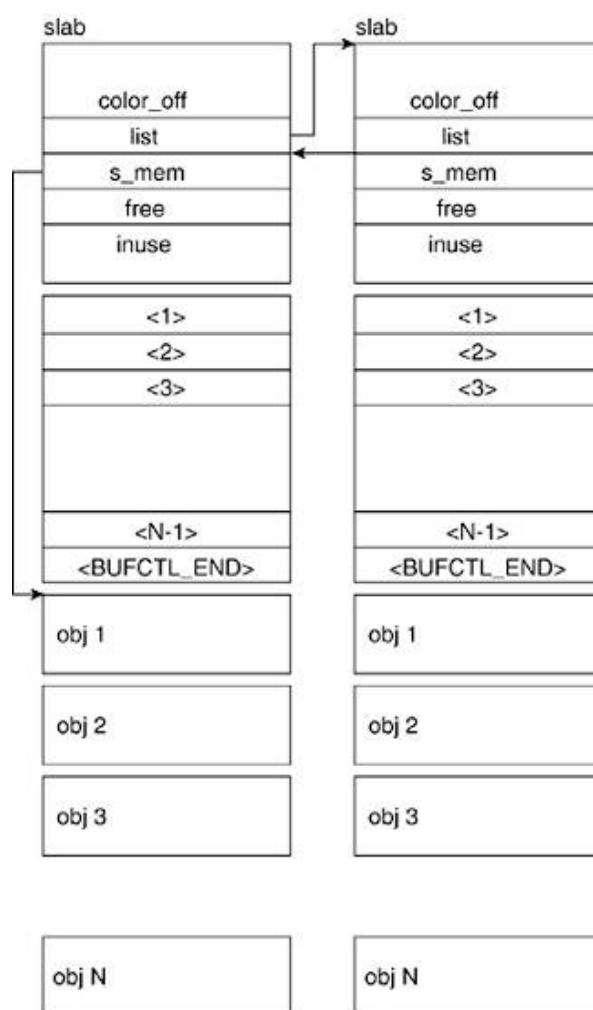 slab
color_off
list
s_mem
free
inuse
<1>
<2>
<3>
<N-1>
<BUFCTL_END>
obj 1
obj 2
obj 3
obj N
slab
color_off
list
s_mem
free
inuse
<1>
<2>
<3>
<N-1>
<BUFCTL_END>
obj 1
obj 2
obj 3
obj N